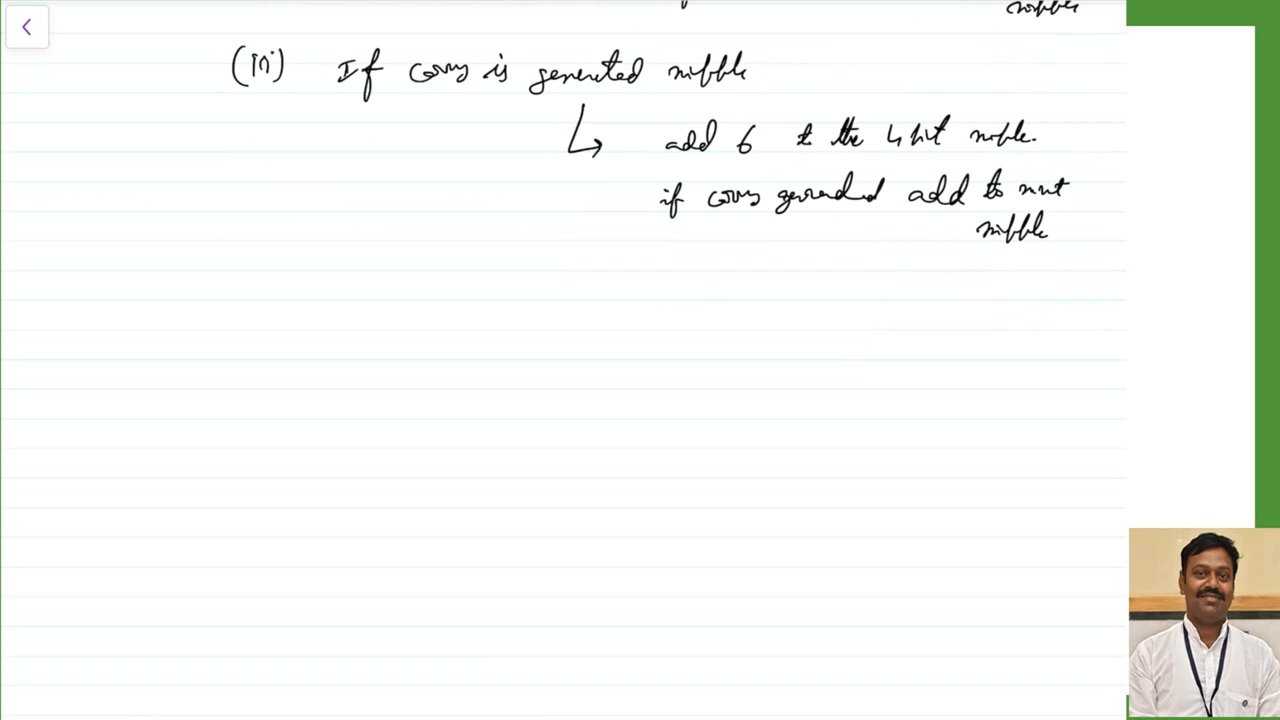 nibble
(iii) If carry is generated nibble
add 6 to the 4 bit nibble.
if carry generated add to next
nibble